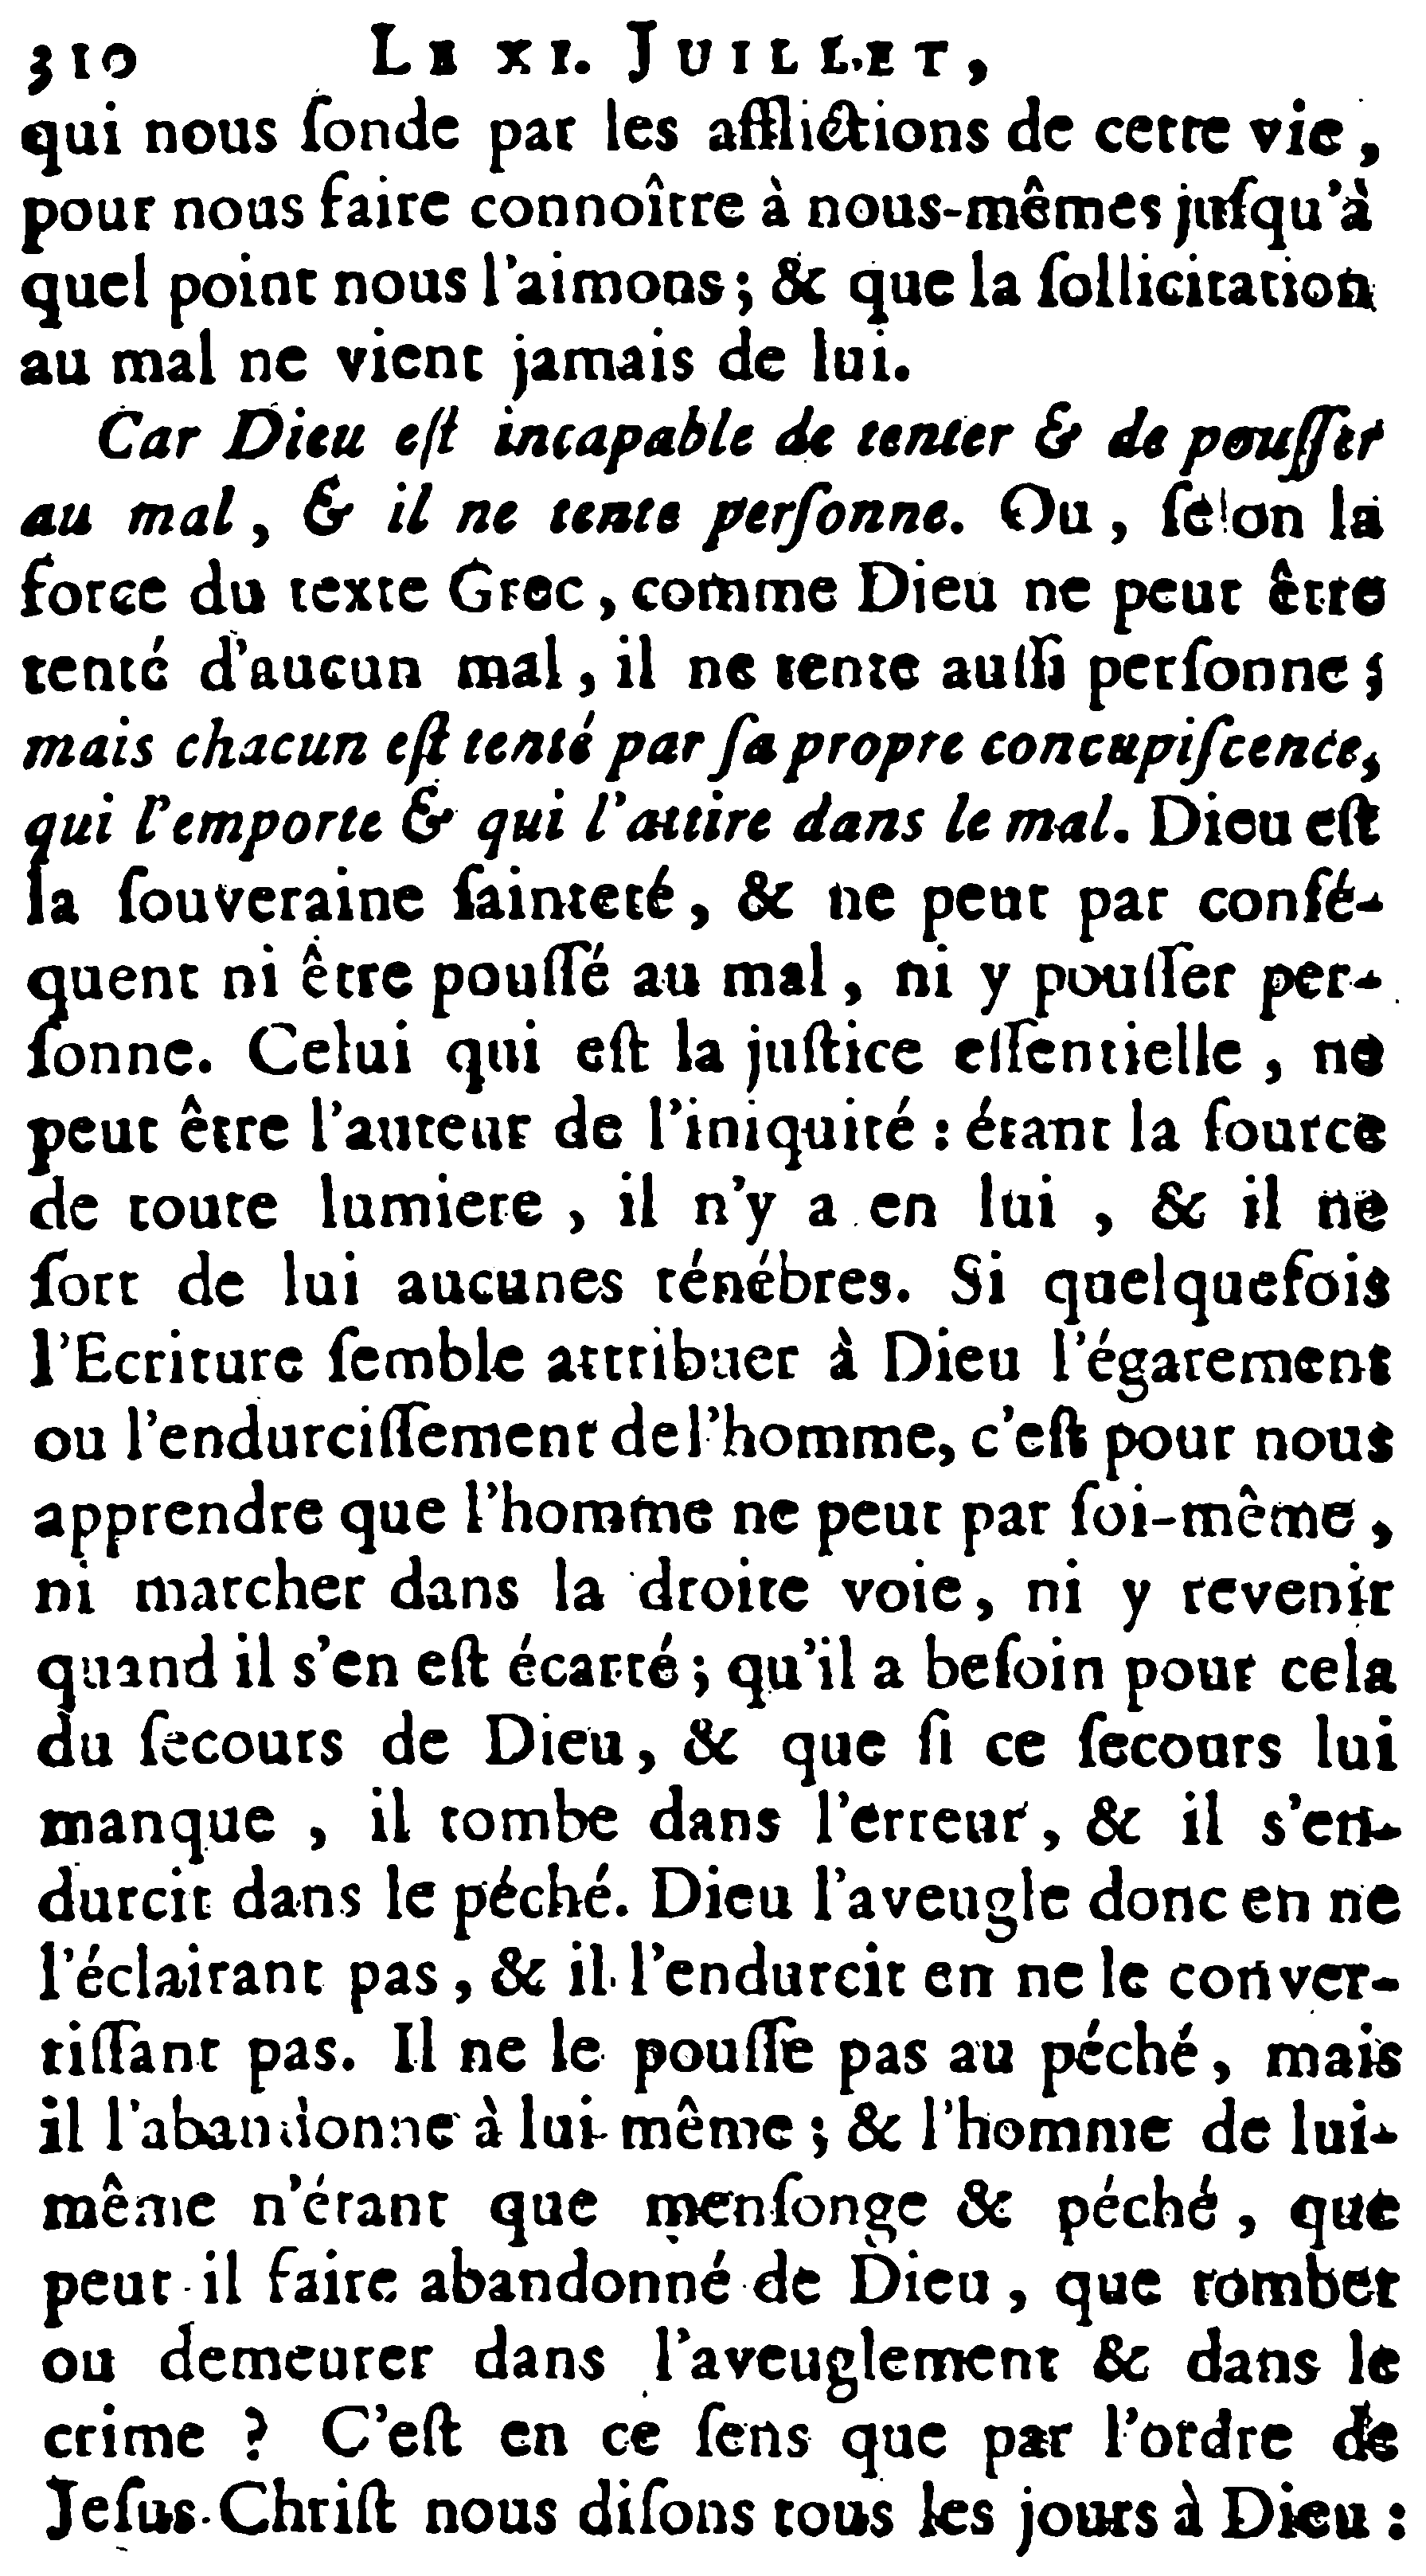 310 LE XI. JUILLET,
qui nous ſonde par les afflictions de cette vie,
pour nous faire connoître à nous-mêmes juſqu'à
quel point nous l'aimons; & que la ſollicitation
au mal ne vient jamais de lui.
Car Dieu eſt incapable de tenter & de pouſſer
au mal, & il ne tente perſonne. Ou, ſelon la
force du texte Grec, comme Dieu ne peut être
tenté d'aucun mal, il ne tente auſſi perſonne;
mais chacun eſt tenté par ſa propre concupiſcence,
qui l'emporte & qui l'attire dans le mal. Dieu eſt
la ſouveraine ſainteté, & ne peut par conſé-
quent ni être pouſſé au mal, ni y pouſſer per-
ſonne. Celui qui eſt la juſtice eſſentielle, ne
peut être l'auteur de l'iniquité : étant la ſource
de toute lumiere, il n'y a en lui, & il ne
ſort de lui aucunes ténébres. Si quelquefois
l'Ecriture ſemble attribuer à Dieu l'égarement
ou l'endurciſſement de l'homme, c'eſt pour nous
apprendre que l'homme ne peut par ſoi-même,
ni marcher dans la droite voie, ni y revenir
quand il s'en eſt écarté; qu'il a beſoin pour cela
du ſecours de Dieu, & que ſi ce ſecours lui
manque, il tombe dans l'erreur, & il s'en-
durcit dans le péché. Dieu l'aveugle donc en ne
l'éclairant pas, & il l'endurcit en ne le conver-
tiſſant pas. Il ne le pouſſe pas au péché, mais
il l'abandonne à lui-même; & l'homme de lui-
même n'étant que menſonge & péché, que
peut-il faire abandonné de Dieu, que tomber
ou demeurer dans l'aveuglement & dans le
crime ? C'eſt en ce ſens que par l'ordre de
Jeſus-Chriſt nous diſons tous les jours à Dieu :